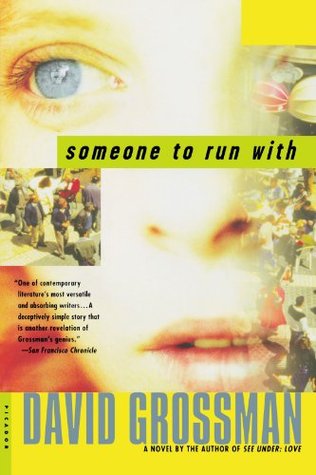 someone to run with
"One of contemporary
literature's most versatile
and absorbing writers...A
deceptively simple story that
is another revelation of
Grossman's genius."
—San Francisco Chronicle
PICADOR
DAVID GROSSMAN
A NOVEL BY THE AUTHOR OF SEE UNDER: LOVE